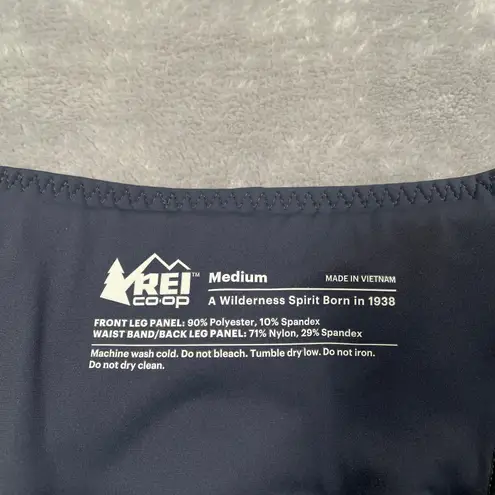 REI™
CO·OP
Medium
MADE IN VIETNAM
A Wilderness Spirit Born in 1938
FRONT LEG PANEL: 90% Polyester, 10% Spandex
WAIST BAND/BACK LEG PANEL: 71% Nylon, 29% Spandex
Machine wash cold. Do not bleach. Tumble dry low. Do not iron.
Do not dry clean.